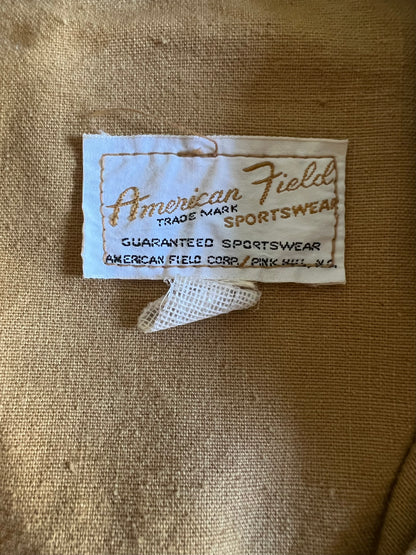 American Field
TRADE MARK SPORTSWEAR
GUARANTEED SPORTSWEAR
AMERICAN FIELD CORP./PINK HILL, N.C.